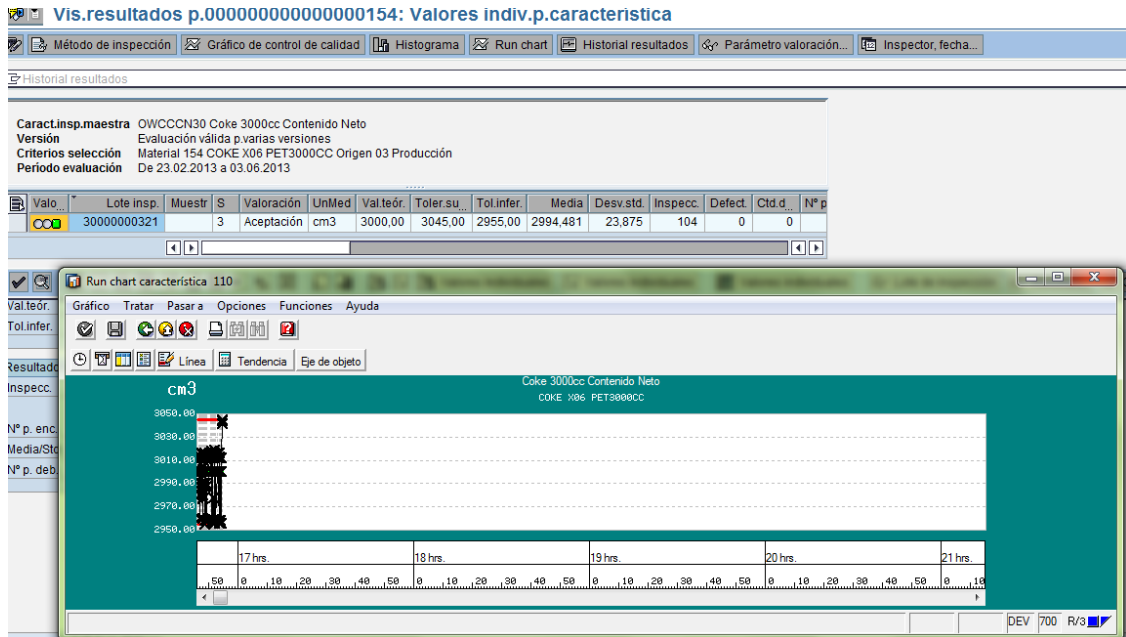 Vis.resultados p.000000000000000154: Valores indiv.p.caracteristica
Método de inspección Gráfico de control de calidad Histograma Run chart Historial resultados Parámetro valoración... Inspector, fecha...
Historial resultados
Caract.insp.maestra OWCCCN30 Coke 3000cc Contenido Neto
Versión Evaluación válida p.varias versiones
Criterios selección Material 154 COKE X06 PET3000CC Origen 03 Producción
Periodo evaluación De 23.02.2013 a 03.06.2013
Valo... Lote insp. Muestr S Valoración UnMed Val.teór. Toler.su... Tol.infer. Media Desv.std. Inspecc. Defect. Ctd.d... N° p
30000000321 3 Aceptación cm3 3000,00 3045,00 2955,00 2994,481 23,875 104 0 0
Run chart característica 110
Val.teór.
Gráfico Tratar Pasar a Opciones Funciones Ayuda
Tol.infer.
Línea Tendencia Eje de objeto
Resultado
Inspecc.
N° p. enc.
Media/Std
N° p. deb.
Coke 3000cc Contenido Neto
COKE X06 PET3000CC
cm3
3050.00
3030.00
3010.00
2990.00
2970.00
2950.00
17 hrs. 18 hrs. 19 hrs. 20 hrs. 21 hrs.
50 0 10 20 30 40 50 0 10 20 30 40 50 0 10 20 30 40 50 0 10 20 30 40 50 0 10
DEV 700 R/3